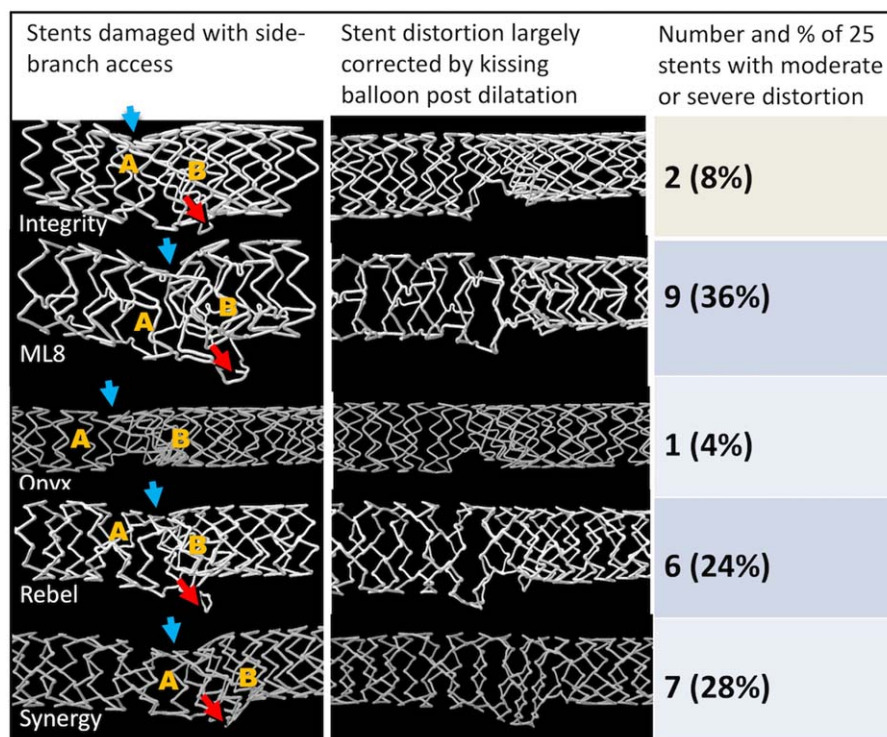 Stents damaged with side-
branch access
Stent distortion largely
corrected by kissing
balloon post dilatation
Number and % of 25
stents with moderate
or severe distortion
A
B
Integrity
2 (8%)
A
B
ML8
9 (36%)
A
B
Onyx
1 (4%)
A
B
Rebel
6 (24%)
A
B
Synergy
7 (28%)